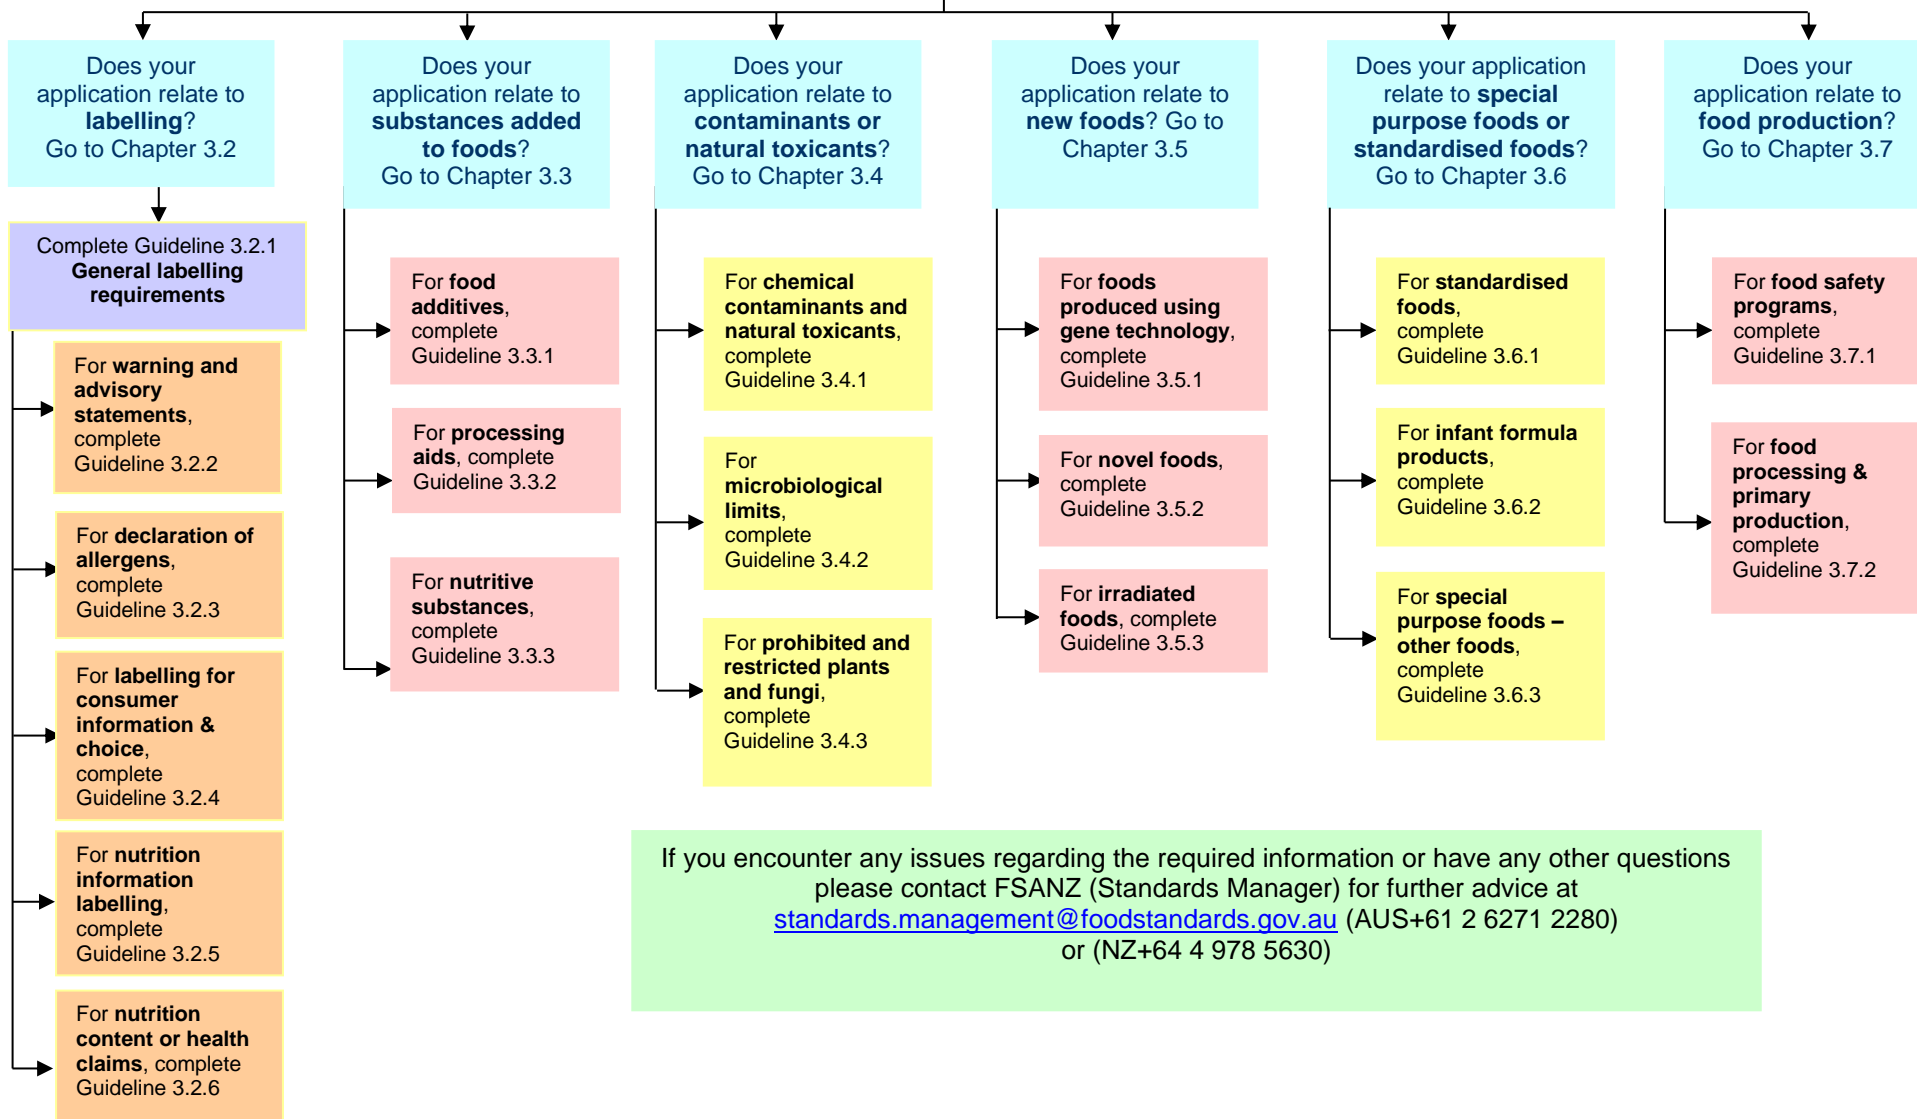 Does your
application relate to
labelling?
Go to Chapter 3.2
Does your
application relate to
substances added
to foods?
Go to Chapter 3.3
Does your
application relate to
contaminants or
natural toxicants?
Go to Chapter 3.4
Does your
application relate to
new foods? Go to
Chapter 3.5
Does your application
relate to special
purpose foods or
standardised foods?
Go to Chapter 3.6
Does your
application relate to
food production?
Go to Chapter 3.7
Complete Guideline 3.2.1
General labelling
requirements
For warning and
advisory
statements,
complete
Guideline 3.2.2
For declaration of
allergens,
complete
Guideline 3.2.3
For labelling for
consumer
information &
choice,
complete
Guideline 3.2.4
For nutrition
information
labelling,
complete
Guideline 3.2.5
For nutrition
content or health
claims, complete
Guideline 3.2.6
For food
additives,
complete
Guideline 3.3.1
For processing
aids, complete
Guideline 3.3.2
For nutritive
substances,
complete
Guideline 3.3.3
For chemical
contaminants and
natural toxicants,
complete
Guideline 3.4.1
For
microbiological
limits,
complete
Guideline 3.4.2
For prohibited and
restricted plants
and fungi,
complete
Guideline 3.4.3
For foods
produced using
gene technology,
complete
Guideline 3.5.1
For novel foods,
complete
Guideline 3.5.2
For irradiated
foods, complete
Guideline 3.5.3
For standardised
foods,
complete
Guideline 3.6.1
For infant formula
products,
complete
Guideline 3.6.2
For special
purpose foods –
other foods,
complete
Guideline 3.6.3
For food safety
programs,
complete
Guideline 3.7.1
For food
processing &
primary
production,
complete
Guideline 3.7.2
If you encounter any issues regarding the required information or have any other questions
please contact FSANZ (Standards Manager) for further advice at
standards.management@foodstandards.gov.au (AUS+61 2 6271 2280)
or (NZ+64 4 978 5630)